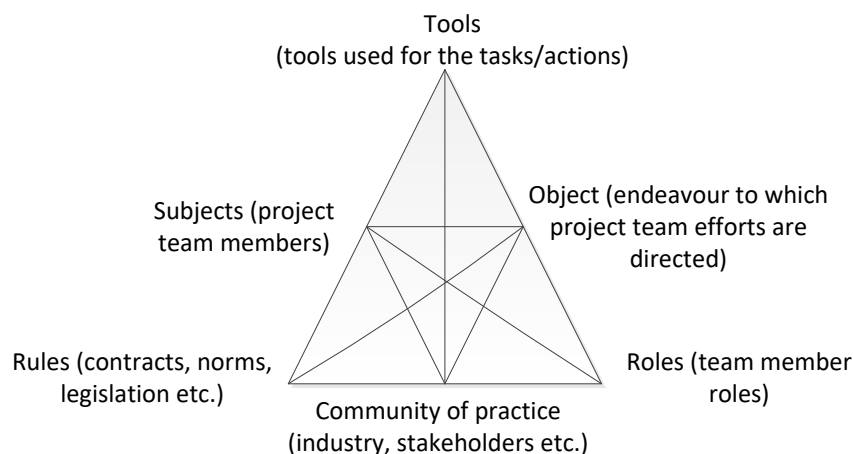 Tools
(tools used for the tasks/actions)
Subjects (project
team members)
Object (endeavour to which
project team efforts are
directed)
Rules (contracts, norms,
legislation etc.)
Community of practice
(industry, stakeholders etc.)
Roles (team member
roles)